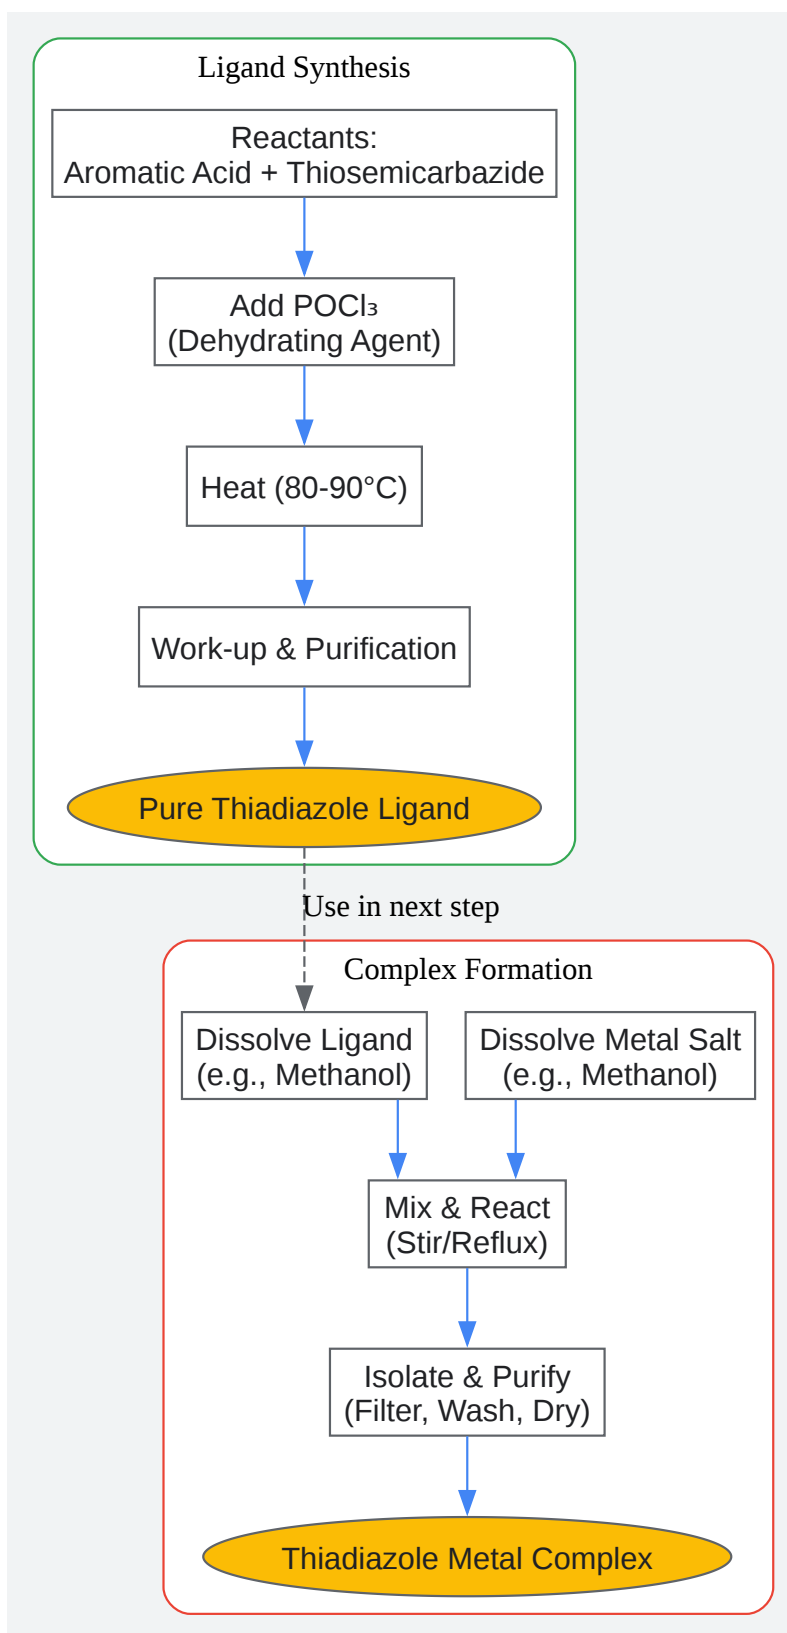 Ligand Synthesis
Reactants:
Aromatic Acid + Thiosemicarbazide
Add POCl₃
(Dehydrating Agent)
Heat (80-90°C)
Work-up & Purification
Pure Thiadiazole Ligand
Use in next step
Complex Formation
Dissolve Ligand
(e.g., Methanol)
Dissolve Metal Salt
(e.g., Methanol)
Mix & React
(Stir/Reflux)
Isolate & Purify
(Filter, Wash, Dry)
Thiadiazole Metal Complex